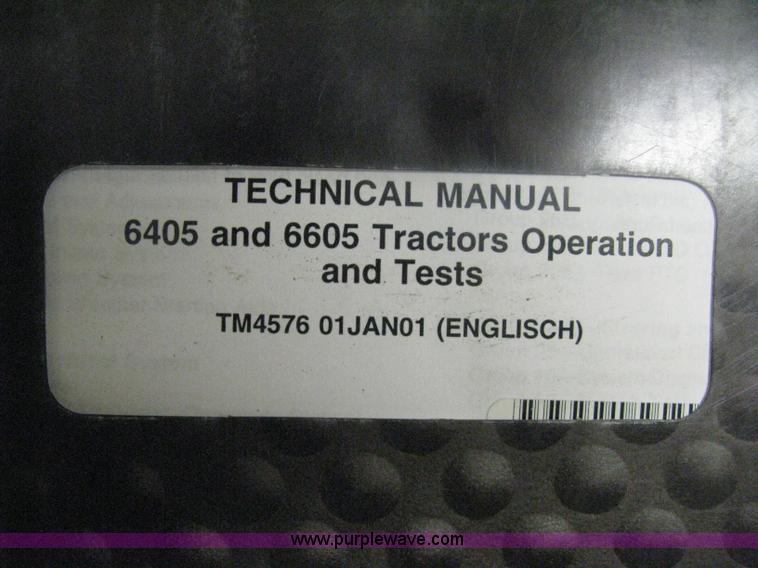 TECHNICAL MANUAL
6405 and 6605 Tractors Operation
and Tests
TM4576 01JAN01 (ENGLISCH)
www.purplewave.com